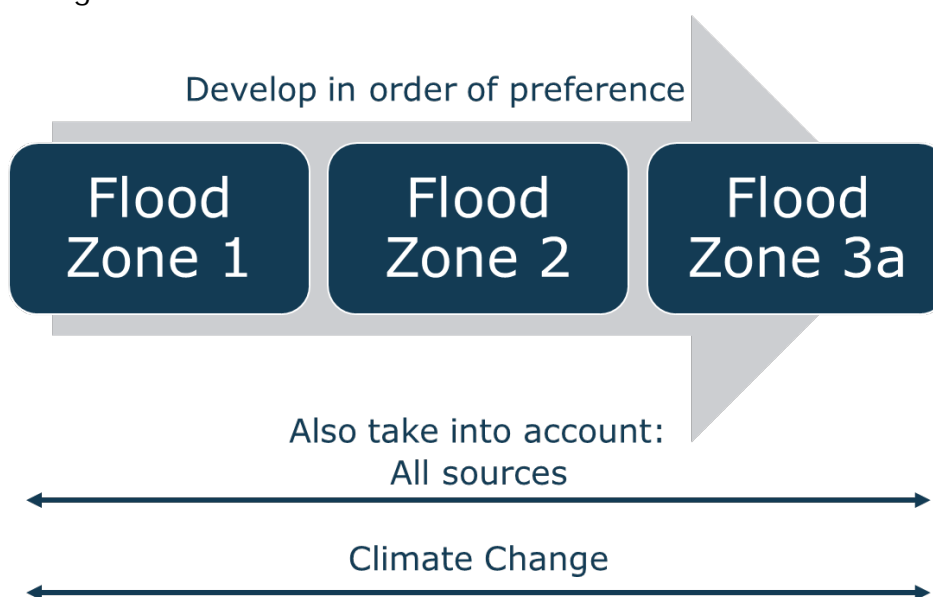 Develop in order of preference
Flood
Zone 1
Flood
Zone 2
Flood
Zone 3a
Also take into account:
All sources
Climate Change